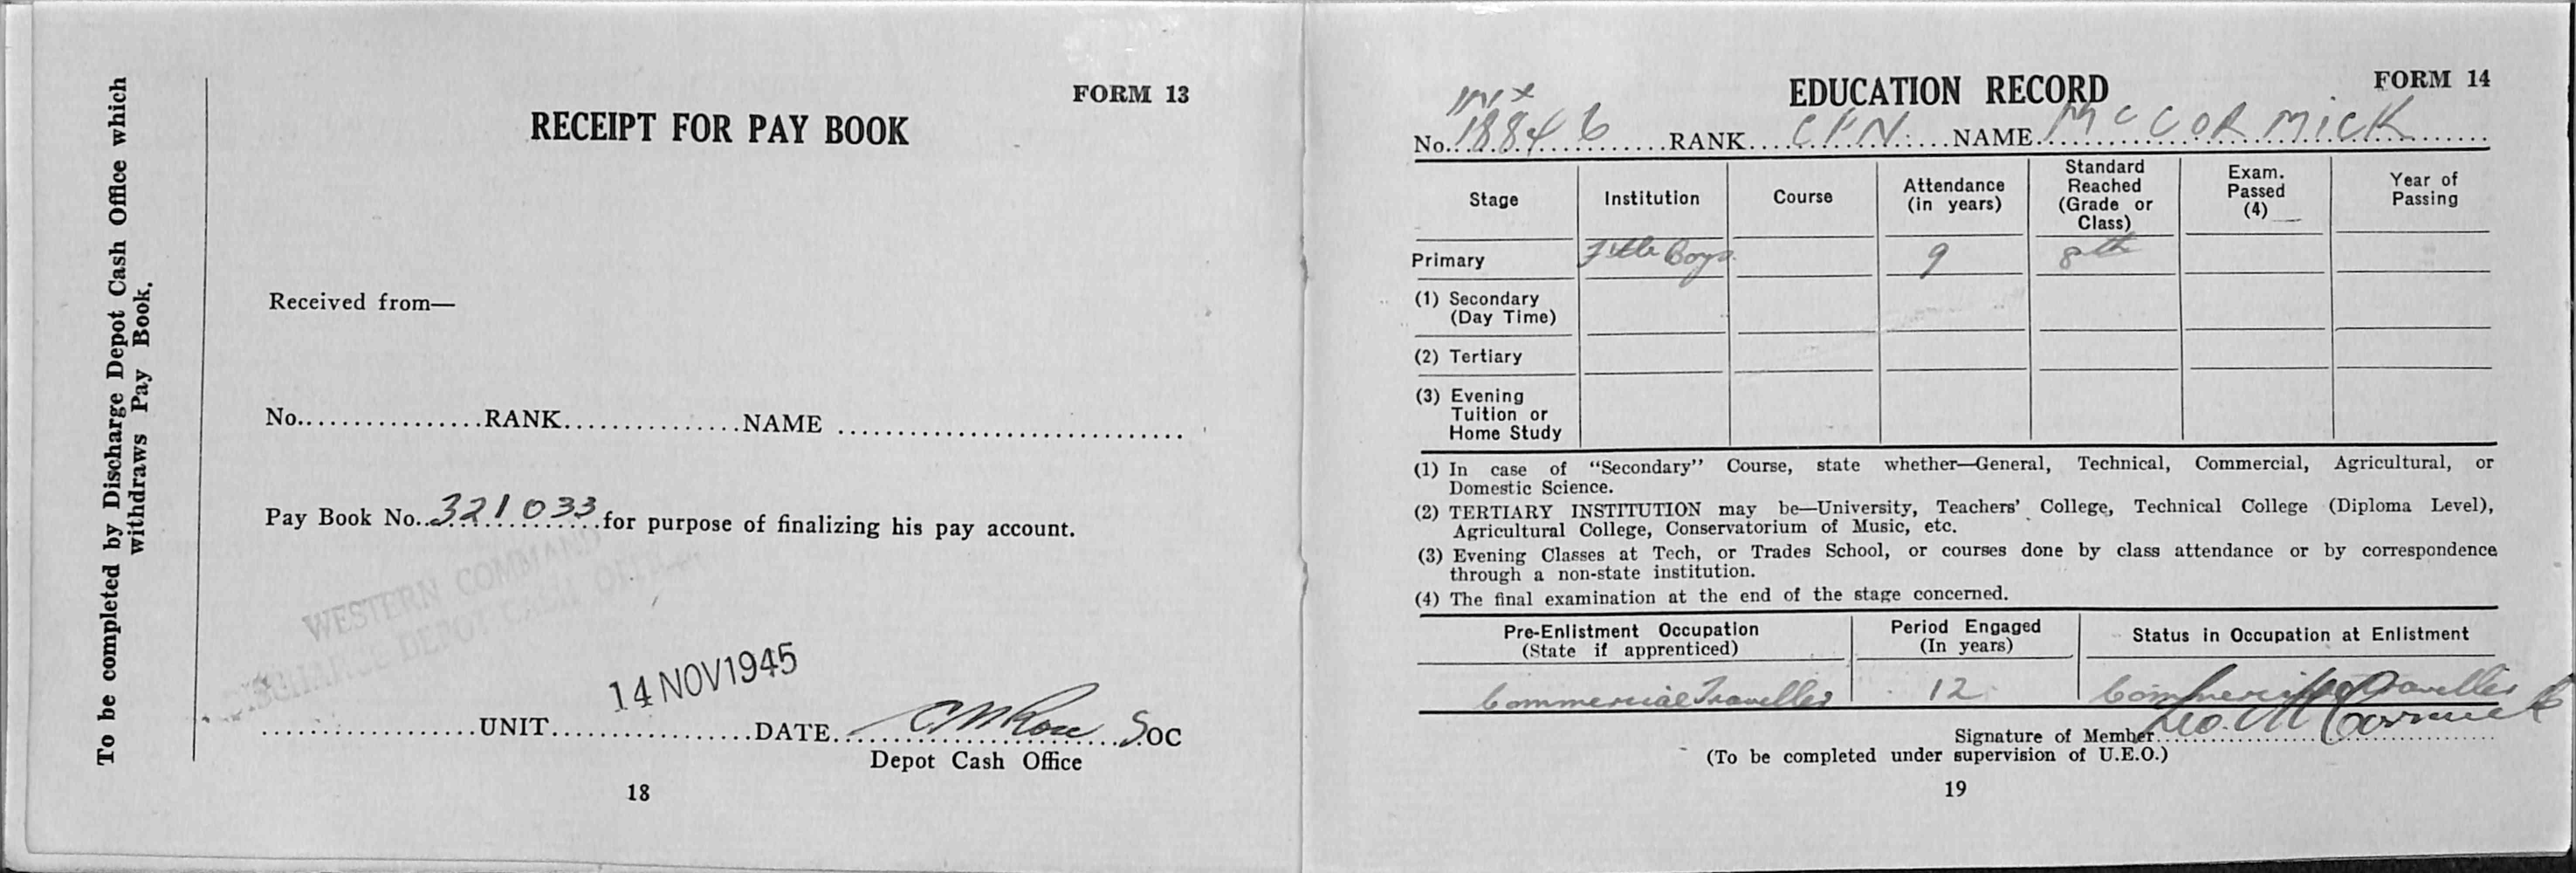 To be completed by Discharge Depot Cash Office which
withdraws Pay Book.
FORM 13
RECEIPT FOR PAY BOOK
Received from—
No..................RANK..................NAME ..................................
Pay Book No..321033..for purpose of finalizing his pay account.
WESTERN COMMAND
DEPOT CASH OFFICE
14 NOV 1945
......................UNIT....................DATE............SOC
Depot Cash Office
18
FORM 14
EDUCATION RECORD
WX
No. 18846 RANK CFN. NAME McCORMICK
Stage Institution Course Attendance (in years) Standard Reached (Grade or Class) Exam. Passed (4) Year of Passing
Primary Boys 9 8th
(1) Secondary
(Day Time)
(2) Tertiary
(3) Evening
Tuition or
Home Study
(1) In case of "Secondary" Course, state whether—General, Technical, Commercial, Agricultural, or
Domestic Science.
(2) TERTIARY INSTITUTION may be—University, Teachers' College, Technical College (Diploma Level),
Agricultural College, Conservatorium of Music, etc.
(3) Evening Classes at Tech, or Trades School, or courses done by class attendance or by correspondence
through a non-state institution.
(4) The final examination at the end of the stage concerned.
Pre-Enlistment Occupation (State if apprenticed) Period Engaged (In years) Status in Occupation at Enlistment
Commercial Traveller 12 Commercial Traveller
Signature of Member Leo. McCormick
(To be completed under supervision of U.E.O.)
19